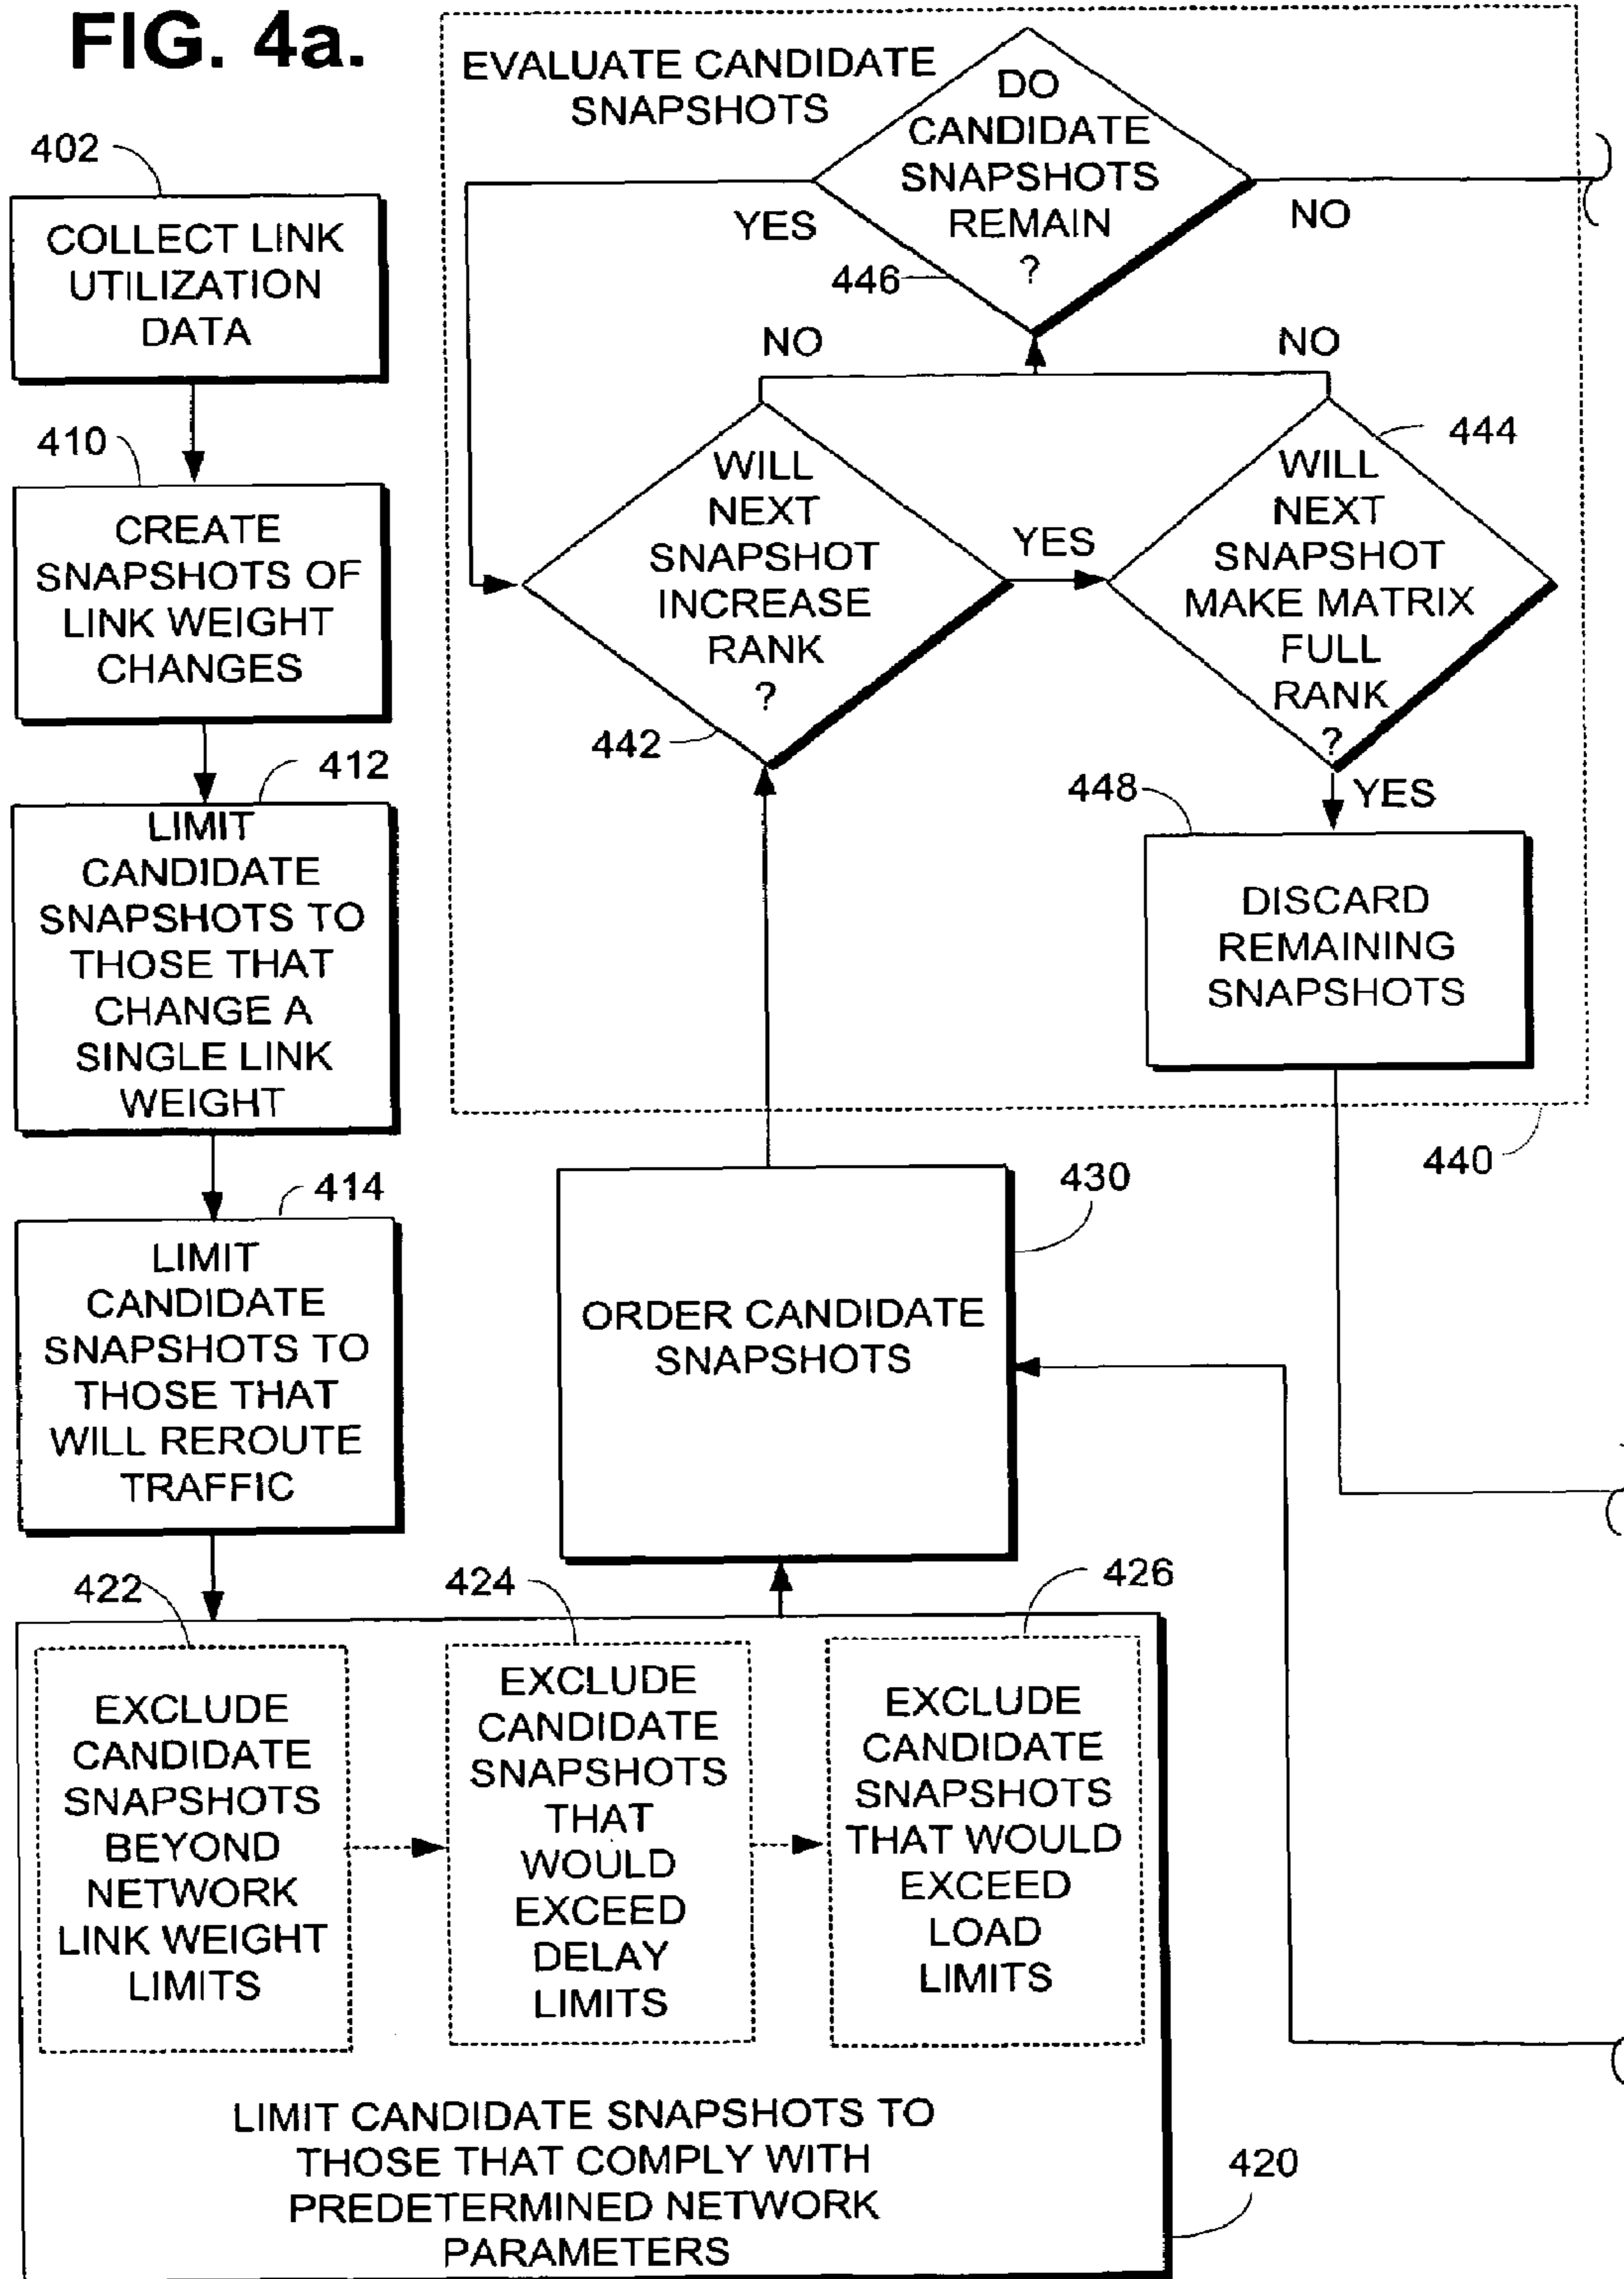 FIG. 4a.
402
COLLECT LINK
UTILIZATION
DATA
410
CREATE
SNAPSHOTS OF
LINK WEIGHT
CHANGES
412
LIMIT
CANDIDATE
SNAPSHOTS TO
THOSE THAT
CHANGE A
SINGLE LINK
WEIGHT
414
LIMIT
CANDIDATE
SNAPSHOTS TO
THOSE THAT
WILL REROUTE
TRAFFIC
422
EXCLUDE
CANDIDATE
SNAPSHOTS
BEYOND
NETWORK
LINK WEIGHT
LIMITS
424
EXCLUDE
CANDIDATE
SNAPSHOTS
THAT
WOULD
EXCEED
DELAY
LIMITS
426
EXCLUDE
CANDIDATE
SNAPSHOTS
THAT WOULD
EXCEED
LOAD
LIMITS
LIMIT CANDIDATE SNAPSHOTS TO
THOSE THAT COMPLY WITH
PREDETERMINED NETWORK
PARAMETERS
420
430
ORDER CANDIDATE
SNAPSHOTS
EVALUATE CANDIDATE
SNAPSHOTS
DO
CANDIDATE
SNAPSHOTS
REMAIN
?
446
YES
NO
NO
NO
WILL
NEXT
SNAPSHOT
INCREASE
RANK
?
442
YES
444
WILL
NEXT
SNAPSHOT
MAKE MATRIX
FULL
RANK
?
YES
448
DISCARD
REMAINING
SNAPSHOTS
440